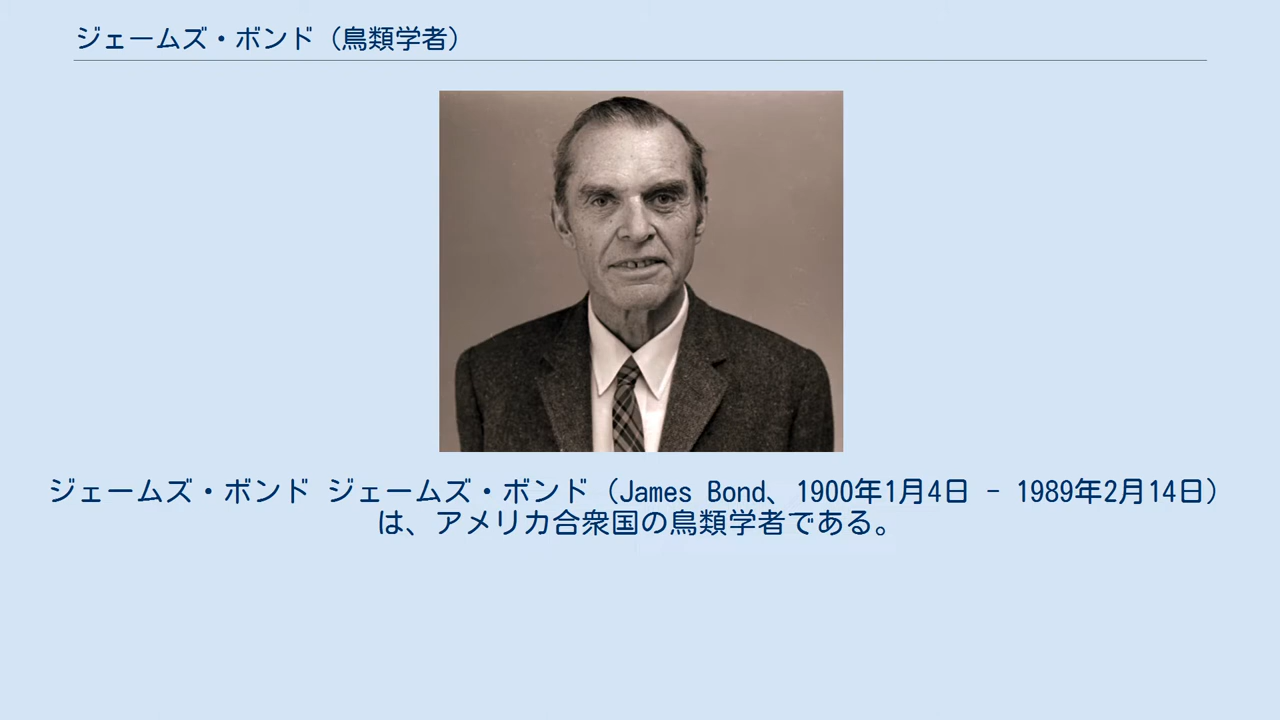 ジェームズ・ボンド（鳥類学者）
ジェームズ・ボンド ジェームズ・ボンド（James Bond、1900年1月4日 - 1989年2月14日）
は、アメリカ合衆国の鳥類学者である。